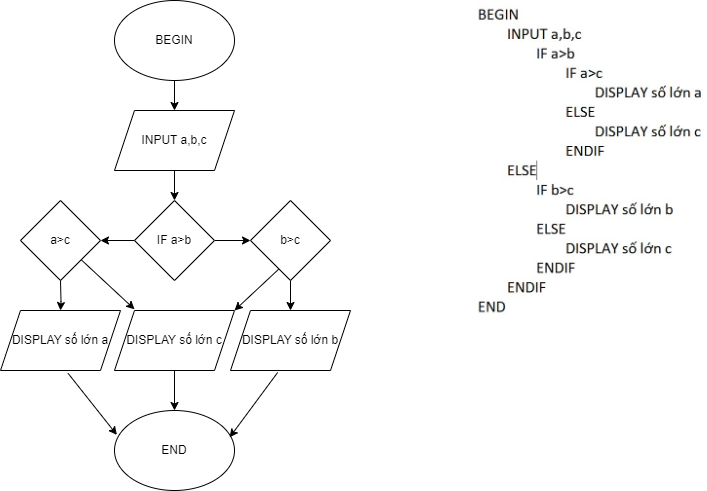 BEGIN
INPUT a,b,c
a>c
IF a>b
b>c
DISPLAY số lớn a
DISPLAY số lớn c
DISPLAY số lớn b
END
BEGIN
INPUT a,b,c
IF a>b
IF a>c
DISPLAY số lớn a
ELSE
DISPLAY số lớn c
ENDIF
ELSE
IF b>c
DISPLAY số lớn b
ELSE
DISPLAY số lớn c
ENDIF
ENDIF
END